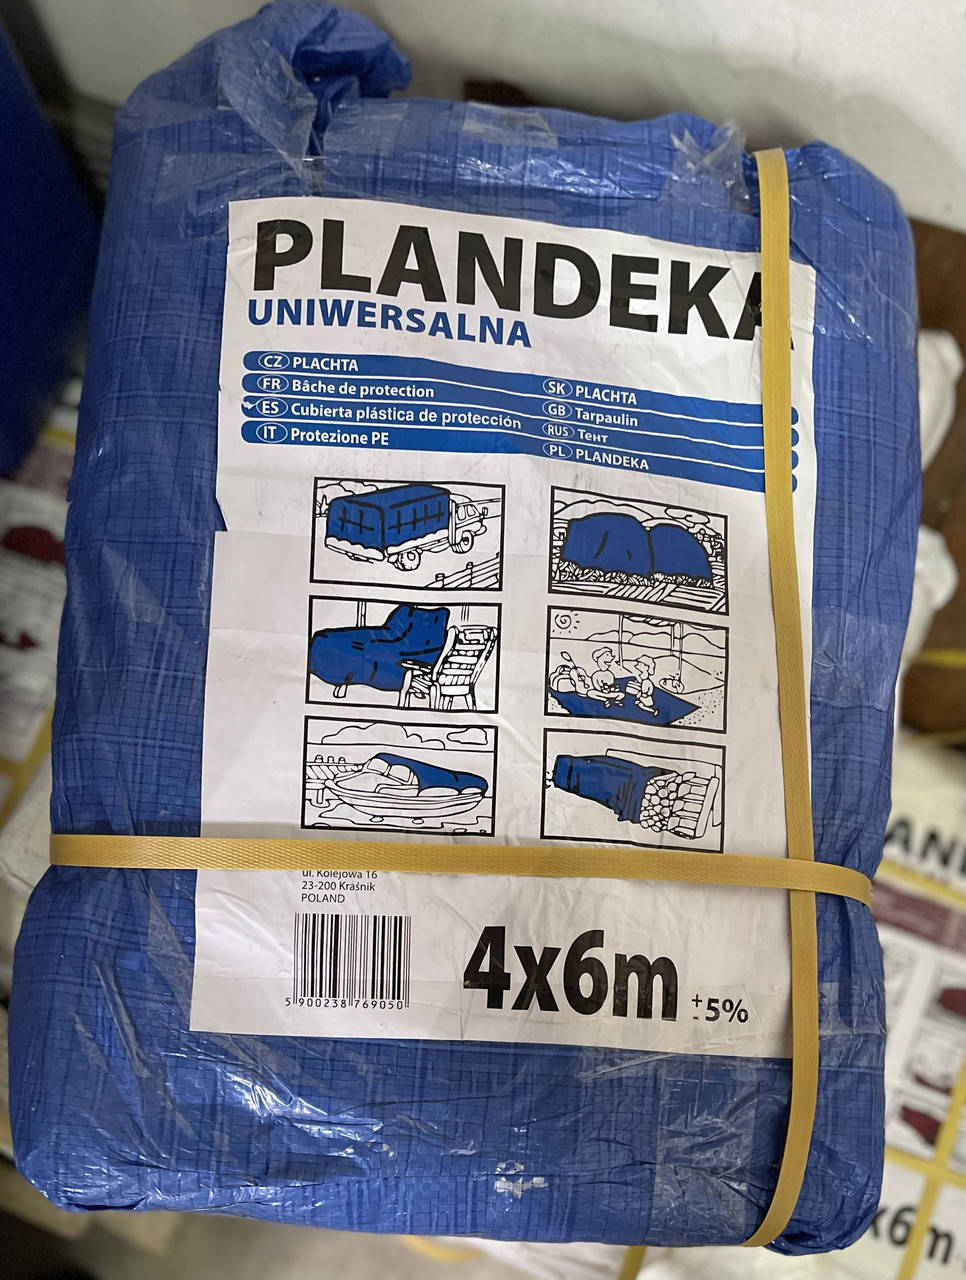 PLANDEKA
UNIWERSALNA
CZ PLACHTA
FR Bâche de protection
ES Cubierta plástica de protección
IT Protezione PE
SK PLACHTA
GB Tarpaulin
RUS Тент
PL PLANDEKA
ul. Kolejowa 16
23-200 Kraśnik
POLAND
5 900238 769050
4x6m +- 5%
x6m